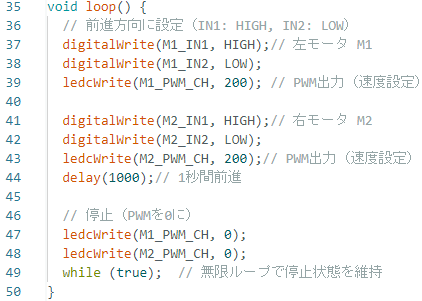 35 void loop() {
36 // 前進方向に設定（IN1: HIGH, IN2: LOW）
37 digitalWrite(M1_IN1, HIGH);// 左モータ M1
38 digitalWrite(M1_IN2, LOW);
39 ledcWrite(M1_PWM_CH, 200); // PWM出力（速度設定）
40
41 digitalWrite(M2_IN1, HIGH);// 右モータ M2
42 digitalWrite(M2_IN2, LOW);
43 ledcWrite(M2_PWM_CH, 200);// PWM出力（速度設定）
44 delay(1000);// 1秒間前進
45
46 // 停止（PWMを0に）
47 ledcWrite(M1_PWM_CH, 0);
48 ledcWrite(M2_PWM_CH, 0);
49 while (true);  // 無限ループで停止状態を維持
50 }